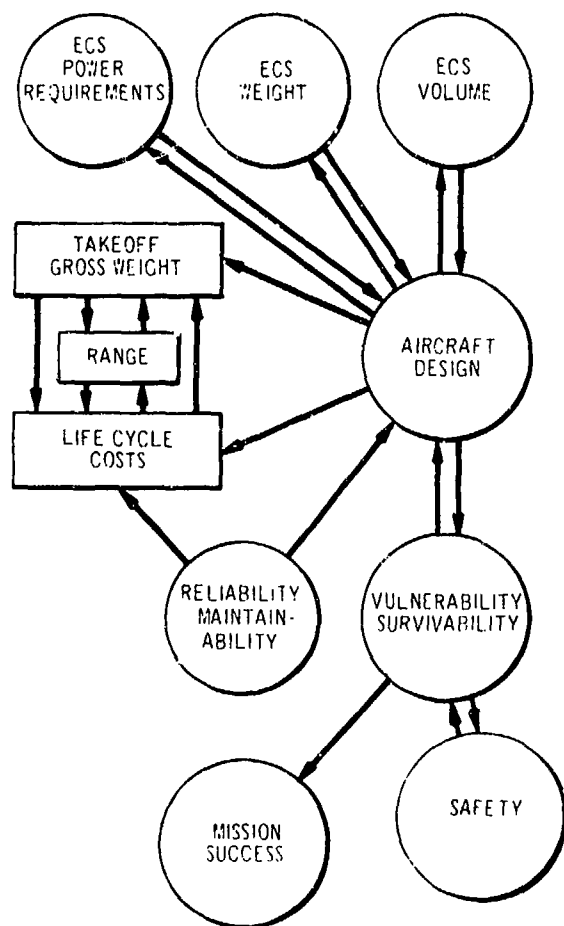 ECS
POWER
REQUIREMENTS
ECS
WEIGHT
ECS
VOLUME
TAKEOFF
GROSS WEIGHT
RANGE
AIRCRAFT
DESIGN
LIFE CYCLE
COSTS
RELIABILITY
MAINTAIN-
ABILITY
VULNERABILITY
SURVIVABILITY
MISSION
SUCCESS
SAFETY